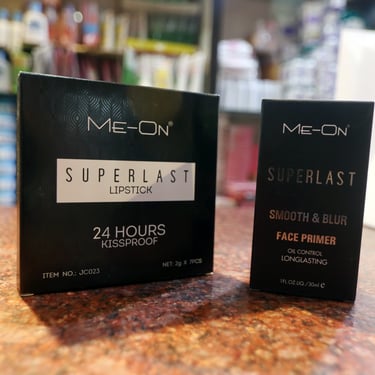 ME-ON®
SUPERLAST
LIPSTICK
24 HOURS
KISSPROOF
ITEM NO.: JC023
NET: 2g X 7PCS
ME-ON®
SUPERLAST
SMOOTH & BLUR
FACE PRIMER
OIL CONTROL
LONGLASTING
1FL.OZ.UG / 30ml ℮